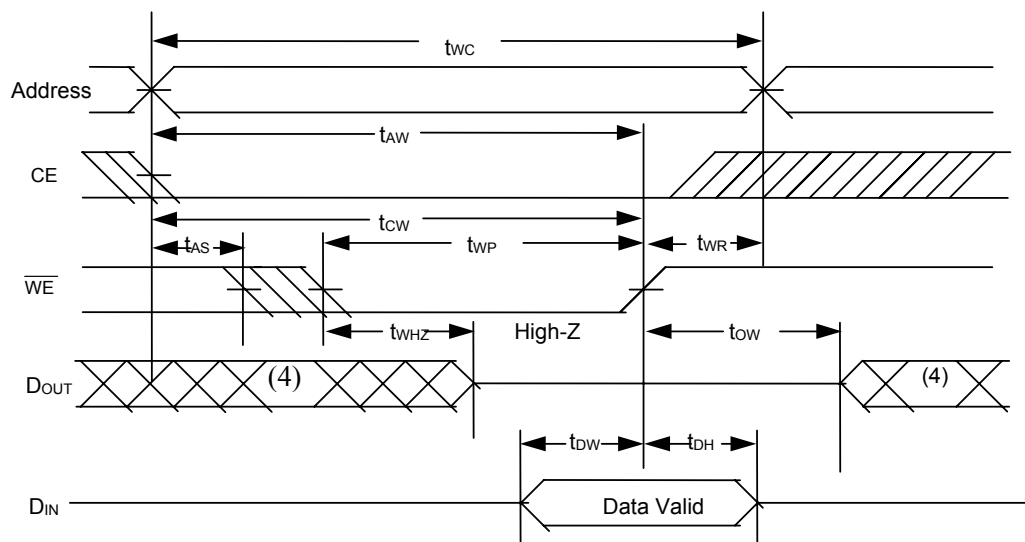 tWC
Address
tAW
CE
tCW
tAS
tWP
tWR
WE
tWHZ
High-Z
tOW
DOUT
(4)
(4)
tDW
tDH
DIN
Data Valid